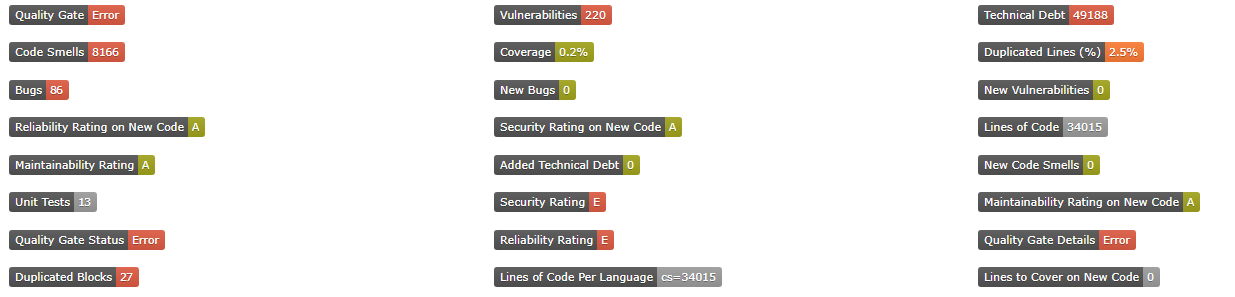 Quality Gate Error Vulnerabilities 220 Technical Debt 49188
Code Smells 8166 Coverage 0.2% Duplicated Lines (%) 2.5%
Bugs 86 New Bugs 0 New Vulnerabilities 0
Reliability Rating on New Code A Security Rating on New Code A Lines of Code 34015
Maintainability Rating A Added Technical Debt 0 New Code Smells 0
Unit Tests 13 Security Rating E Maintainability Rating on New Code A
Quality Gate Status Error Reliability Rating E Quality Gate Details Error
Duplicated Blocks 27 Lines of Code Per Language cs=34015 Lines to Cover on New Code 0